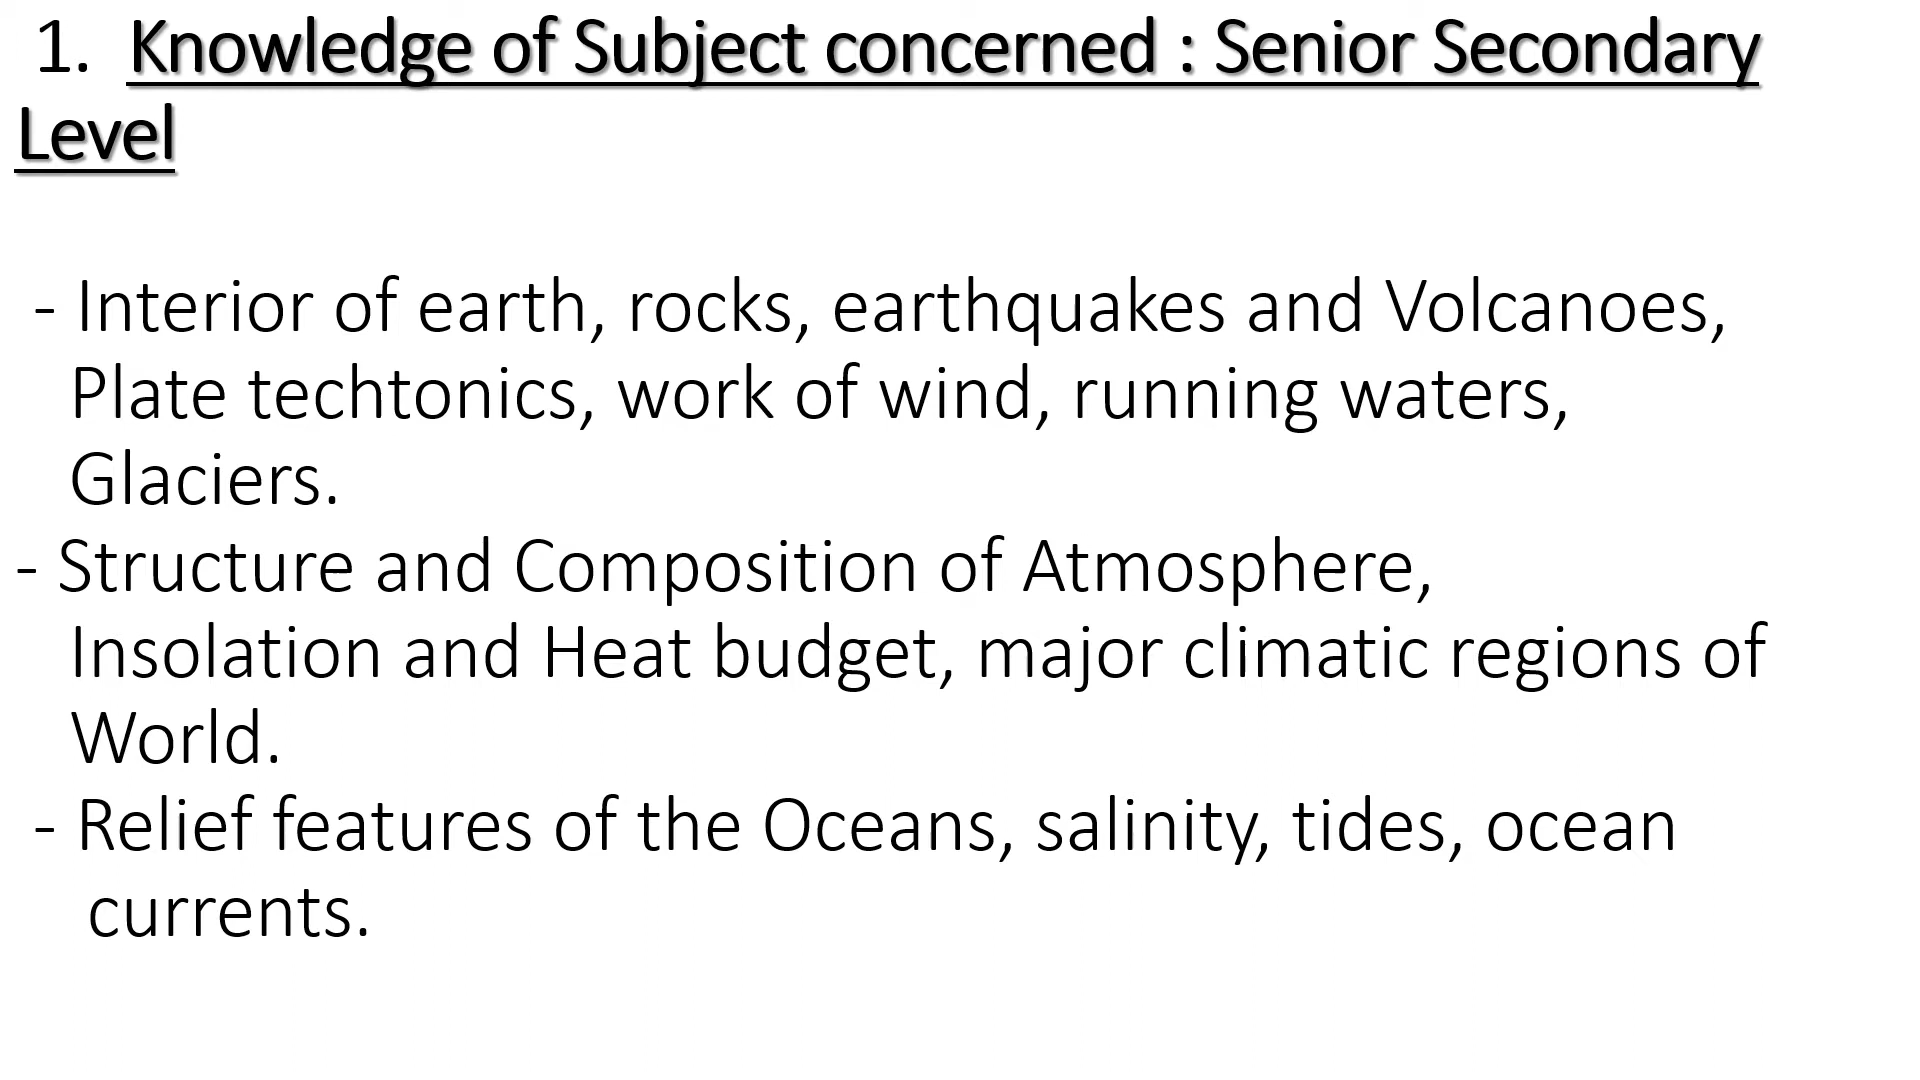 1. Knowledge of Subject concerned : Senior Secondary
Level
- Interior of earth, rocks, earthquakes and Volcanoes,
Plate techtonics, work of wind, running waters,
Glaciers.
- Structure and Composition of Atmosphere,
Insolation and Heat budget, major climatic regions of
World.
- Relief features of the Oceans, salinity, tides, ocean
currents.